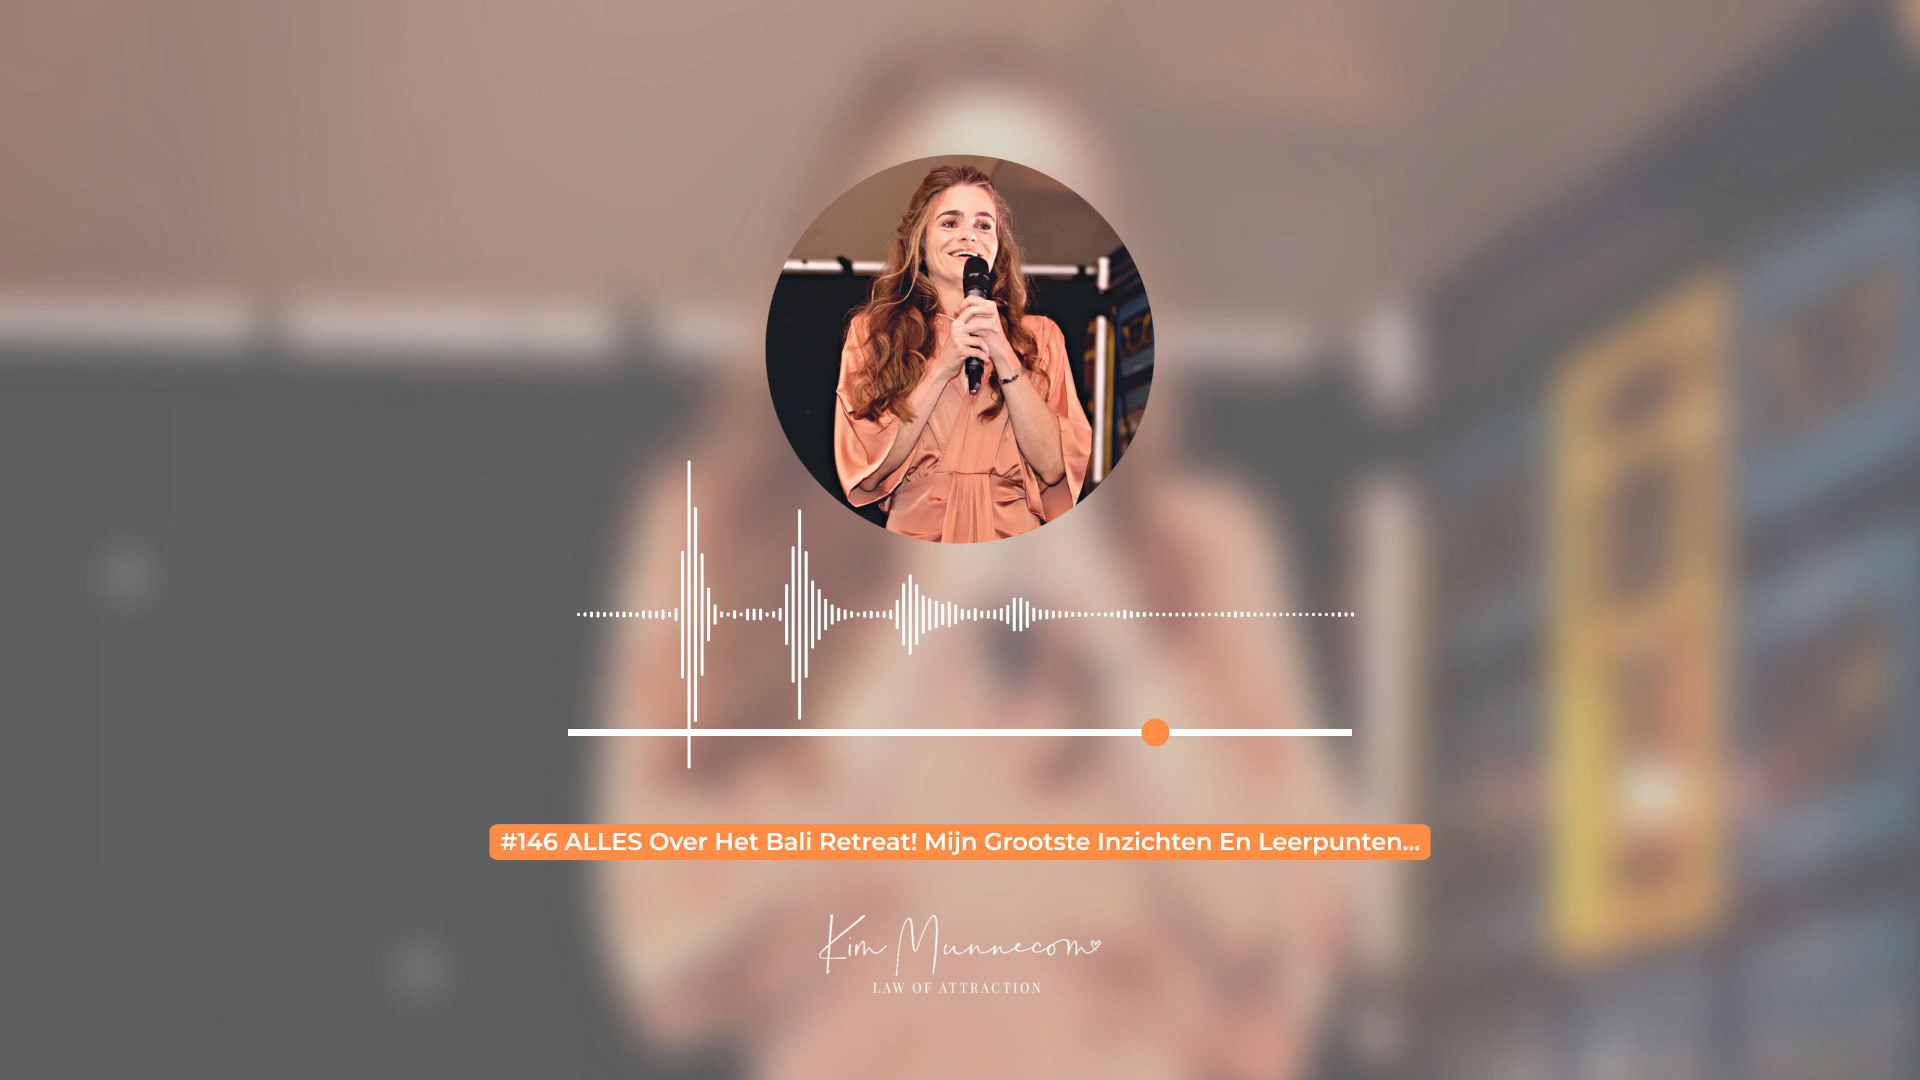 #146 ALLES Over Het Bali Retreat! Mijn Grootste Inzichten En Leerpunten...
Kim Munnecom
LAW OF ATTRACTION